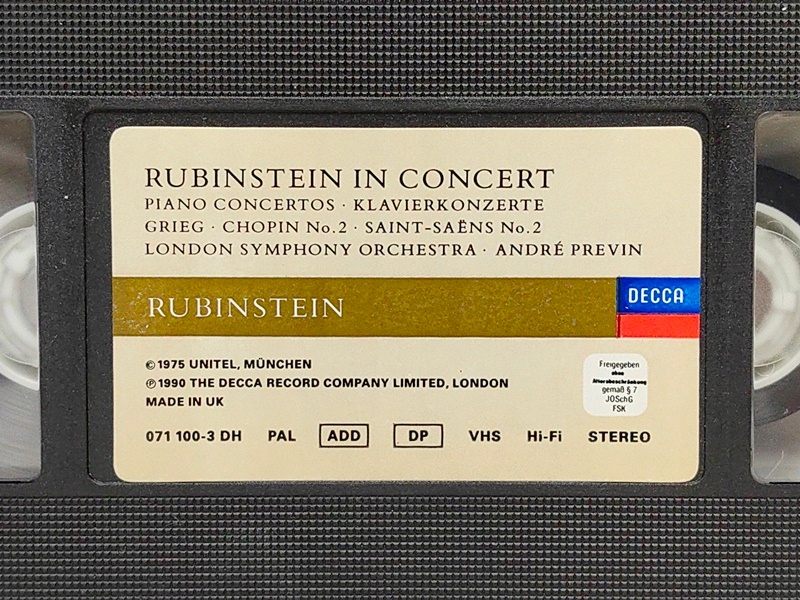 RUBINSTEIN IN CONCERT
PIANO CONCERTOS · KLAVIERKONZERTE
GRIEG · CHOPIN No. 2 · SAINT-SAËNS No. 2
LONDON SYMPHONY ORCHESTRA · ANDRÉ PREVIN
RUBINSTEIN
DECCA
©1975 UNITEL, MÜNCHEN
℗1990 THE DECCA RECORD COMPANY LIMITED, LONDON
MADE IN UK
Freigegeben
ohne
Altersbeschränkung
gemäß § 7
JÖSchG
FSK
071 100-3 DH PAL ADD DP VHS Hi-Fi STEREO